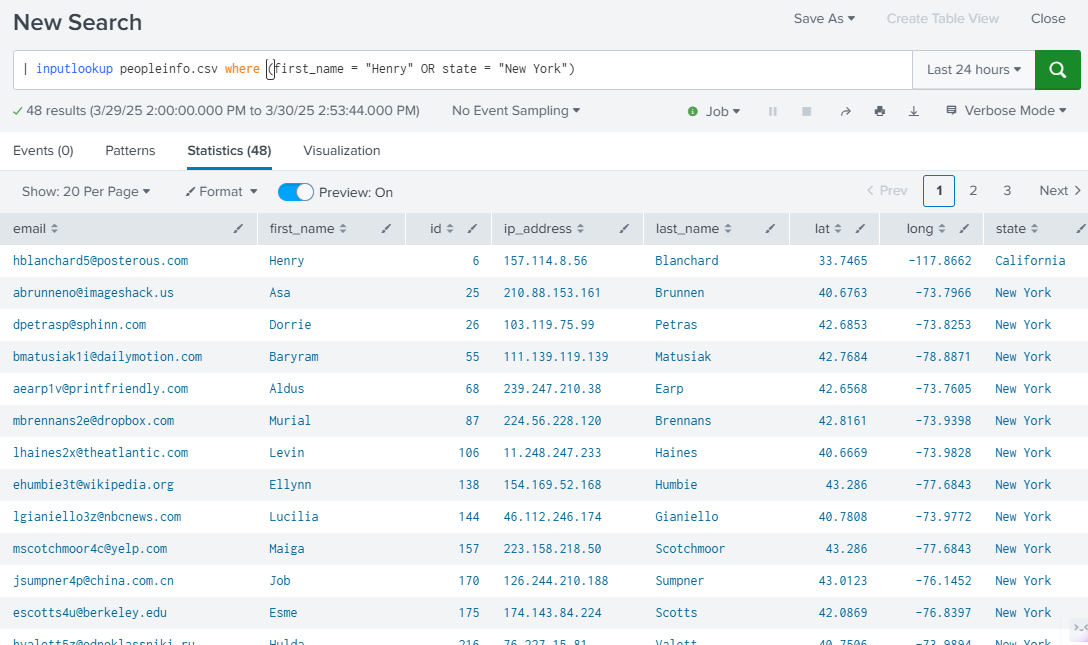 New Search
Save As
Create Table View
Close
| inputlookup peopleinfo.csv where (first_name = "Henry" OR state = "New York")
Last 24 hours
48 results (3/29/25 2:00:00.000 PM to 3/30/25 2:53:44.000 PM)
No Event Sampling
Job
Verbose Mode
Events (0)
Patterns
Statistics (48)
Visualization
Show: 20 Per Page
Format
Preview: On
Prev
1
2
3
Next
email first_name id ip_address last_name lat long state
hblanchard5@posterous.com Henry 6 157.114.8.56 Blanchard 33.7465 -117.8662 California
abrunneno@imageshack.us Asa 25 210.88.153.161 Brunnen 40.6763 -73.7966 New York
dpetrasp@sphinn.com Dorrie 26 103.119.75.99 Petras 42.6853 -73.8253 New York
bmatusiak1i@dailymotion.com Baryram 55 111.139.119.139 Matusiak 42.7684 -78.8871 New York
aearp1v@printfriendly.com Aldus 68 239.247.210.38 Earp 42.6568 -73.7605 New York
mbrennans2e@dropbox.com Murial 87 224.56.228.120 Brennans 42.8161 -73.9398 New York
lhaines2x@theatlantic.com Levin 106 11.248.247.233 Haines 40.6669 -73.9828 New York
ehumbie3t@wikipedia.org Ellynn 138 154.169.52.168 Humbie 43.286 -77.6843 New York
lgianiello3z@nbcnews.com Lucilia 144 46.112.246.174 Gianiello 40.7808 -73.9772 New York
mscotchmoor4c@yelp.com Maiga 157 223.158.218.50 Scotchmoor 43.286 -77.6843 New York
jsumpner4p@china.com.cn Job 170 126.244.210.188 Sumpner 43.0123 -76.1452 New York
escotts4u@berkeley.edu Esme 175 174.143.84.224 Scotts 42.0869 -76.8397 New York
Hulda 216 76.227.15.81 40.7506 -73.9894 New York